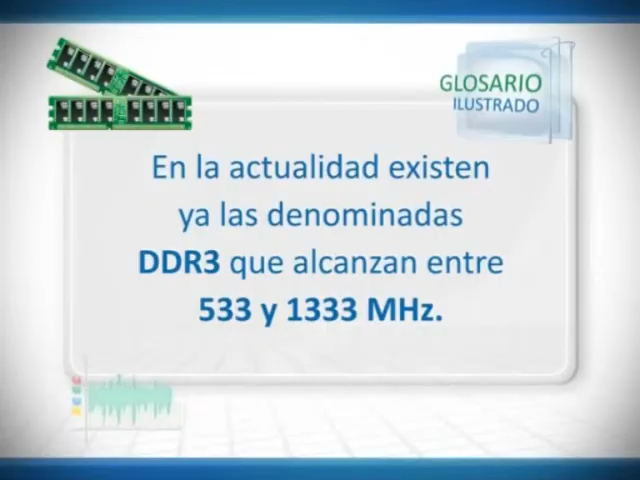 GLOSARIO
ILUSTRADO
En la actualidad existen
ya las denominadas
DDR3 que alcanzan entre
533 y 1333 MHz.